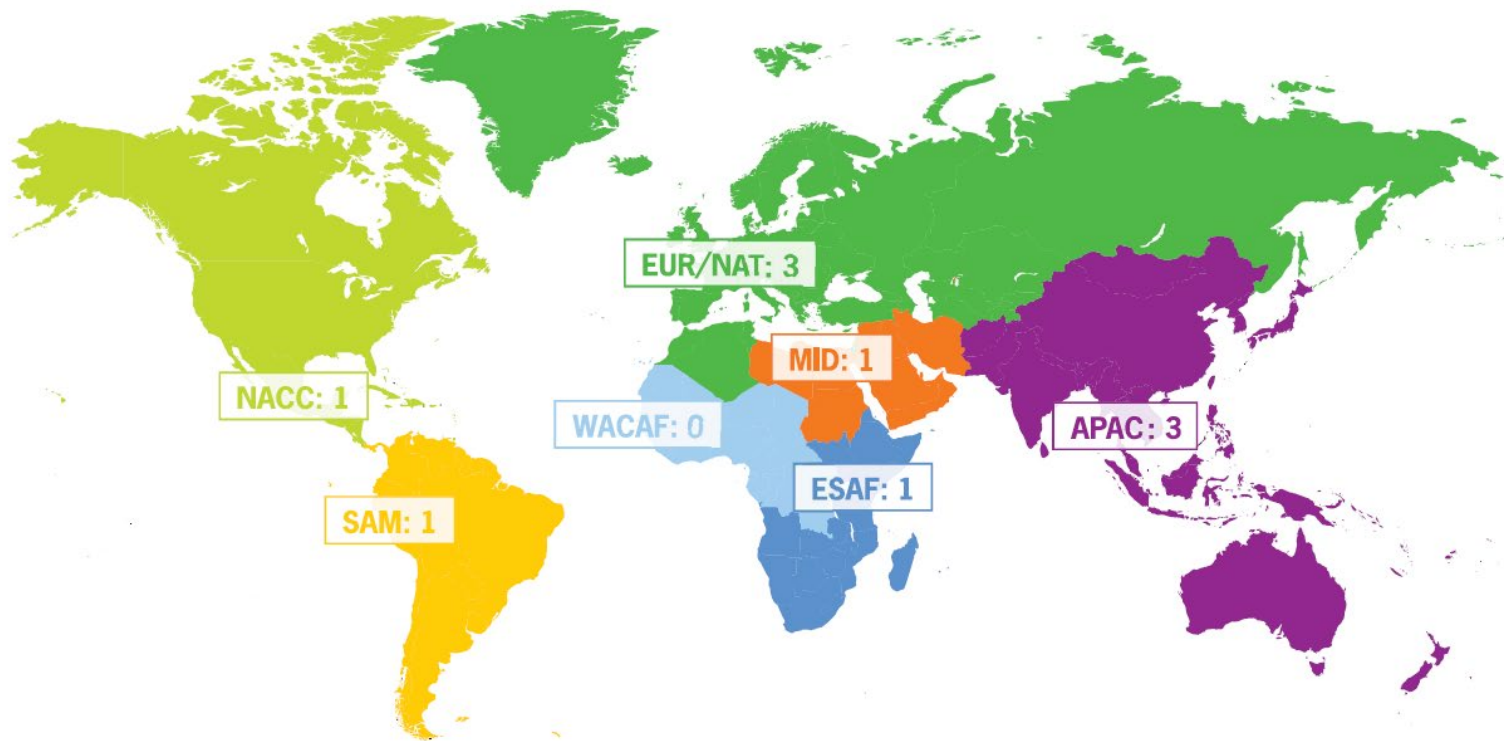 EUR/NAT: 3
MID: 1
NACC: 1
WACAF: 0
APAC: 3
ESAF: 1
SAM: 1